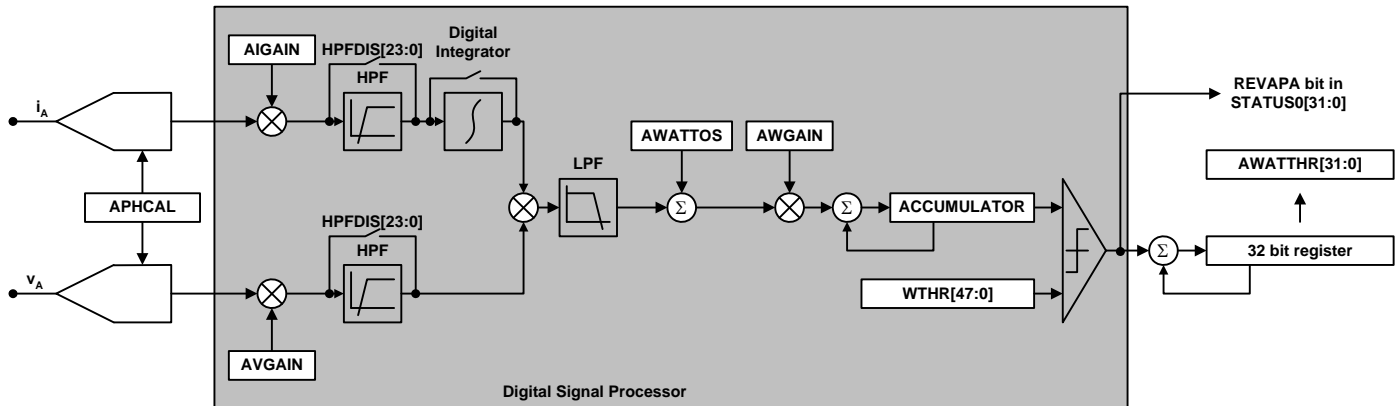 Digital
Integrator
HPFDIS[23:0]
AIGAIN
HPF
REVAPA bit in
STATUS0[31:0]
iA
AWATTOS
AWGAIN
LPF
AWATTHR[31:0]
APHCAL
Σ
Σ
ACCUMULATOR
HPFDIS[23:0]
HPF
Σ
32 bit register
vA
WTHR[47:0]
AVGAIN
Digital Signal Processor